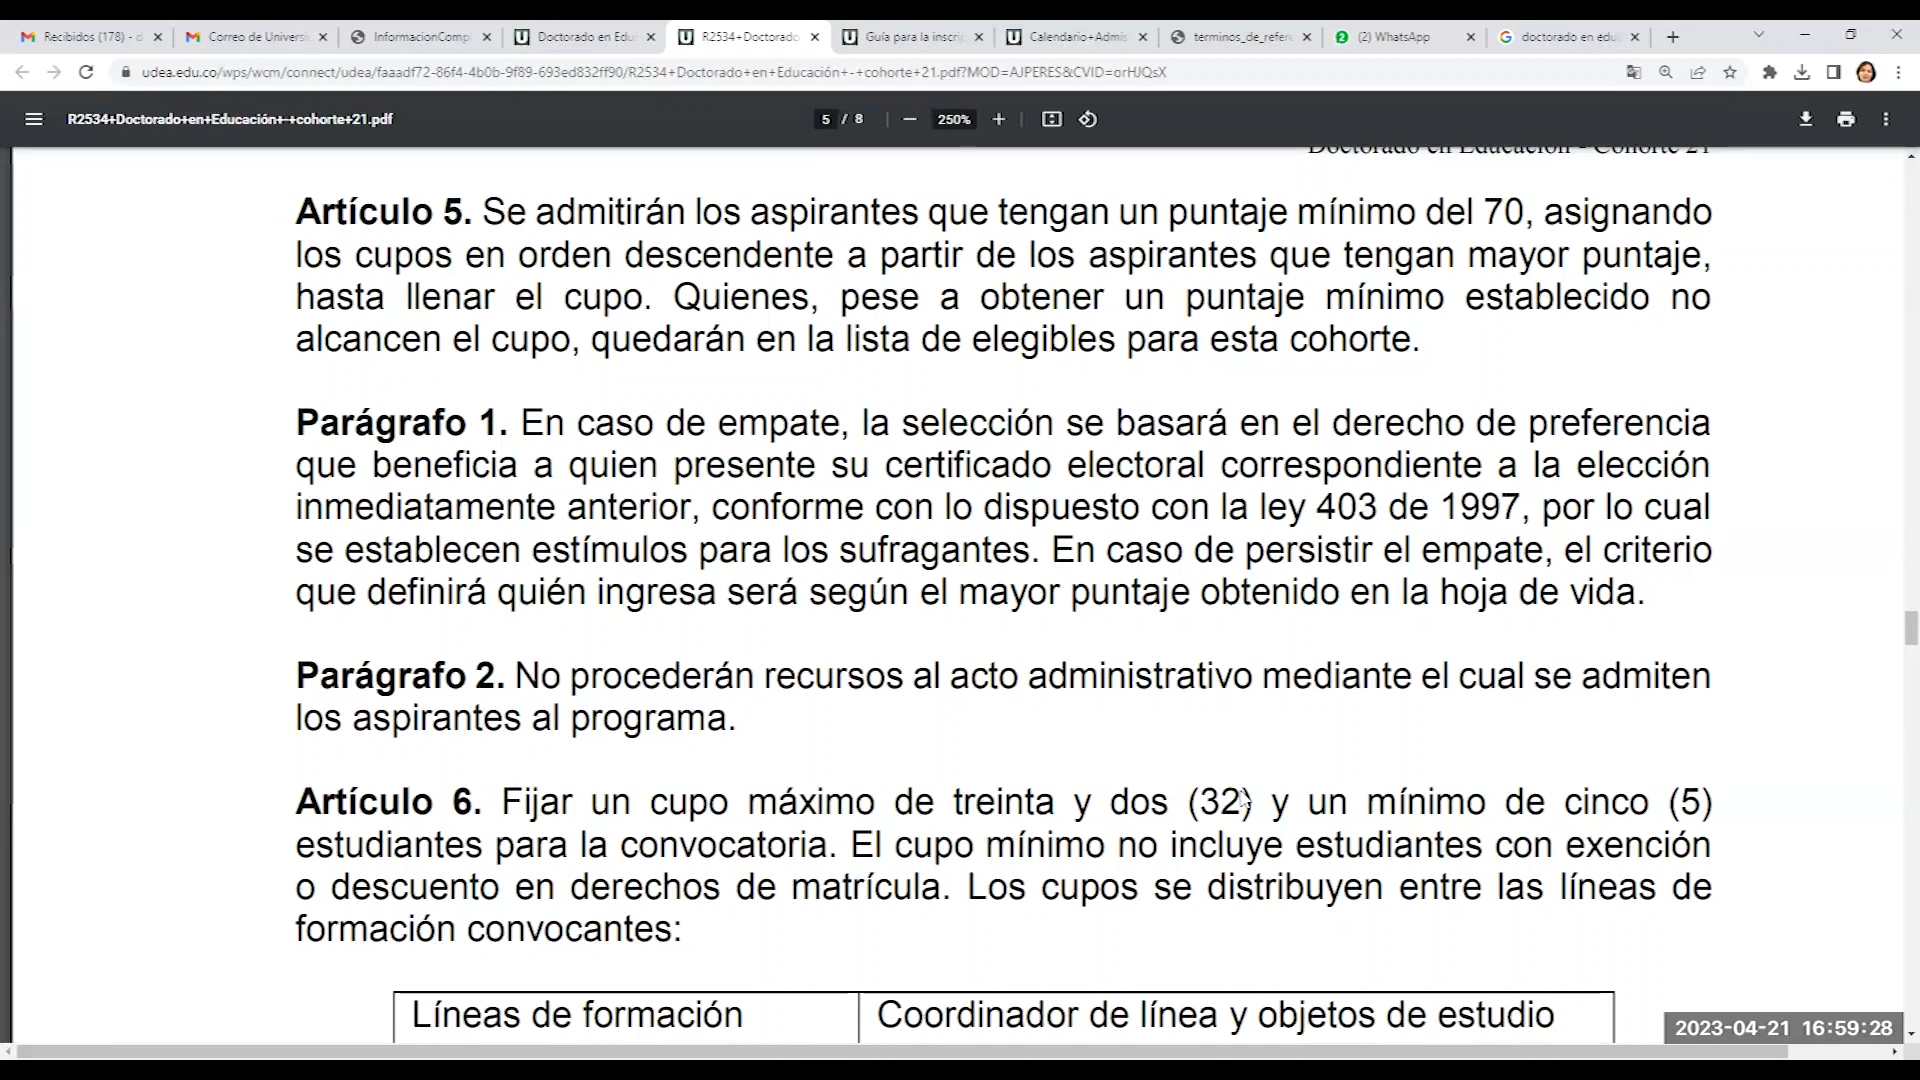 Recibidos (178) - d
Correo de Universi
InformacionCompl
Doctorado en Edu
R2534+Doctorado
Guía para la inscrip
Calendario+Admis
terminos_de_refer
(2) WhatsApp
doctorado en edu
udea.edu.co/wps/wcm/connect/udea/faaadf72-86f4-4b0b-9f89-693ed832ff90/R2534+Doctorado+en+Educación+-+cohorte+21.pdf?MOD=AJPERES&CVID=orHJQsX
R2534+Doctorado+en+Educación+-+cohorte+21.pdf
5 / 8
250%
Doctorado en Educación - Cohorte 21
Artículo 5. Se admitirán los aspirantes que tengan un puntaje mínimo del 70, asignando
los cupos en orden descendente a partir de los aspirantes que tengan mayor puntaje,
hasta llenar el cupo. Quienes, pese a obtener un puntaje mínimo establecido no
alcancen el cupo, quedarán en la lista de elegibles para esta cohorte.
Parágrafo 1. En caso de empate, la selección se basará en el derecho de preferencia
que beneficia a quien presente su certificado electoral correspondiente a la elección
inmediatamente anterior, conforme con lo dispuesto con la ley 403 de 1997, por lo cual
se establecen estímulos para los sufragantes. En caso de persistir el empate, el criterio
que definirá quién ingresa será según el mayor puntaje obtenido en la hoja de vida.
Parágrafo 2. No procederán recursos al acto administrativo mediante el cual se admiten
los aspirantes al programa.
Artículo 6. Fijar un cupo máximo de treinta y dos (32) y un mínimo de cinco (5)
estudiantes para la convocatoria. El cupo mínimo no incluye estudiantes con exención
o descuento en derechos de matrícula. Los cupos se distribuyen entre las líneas de
formación convocantes:
Líneas de formación
Coordinador de línea y objetos de estudio
2023-04-21 16:59:28